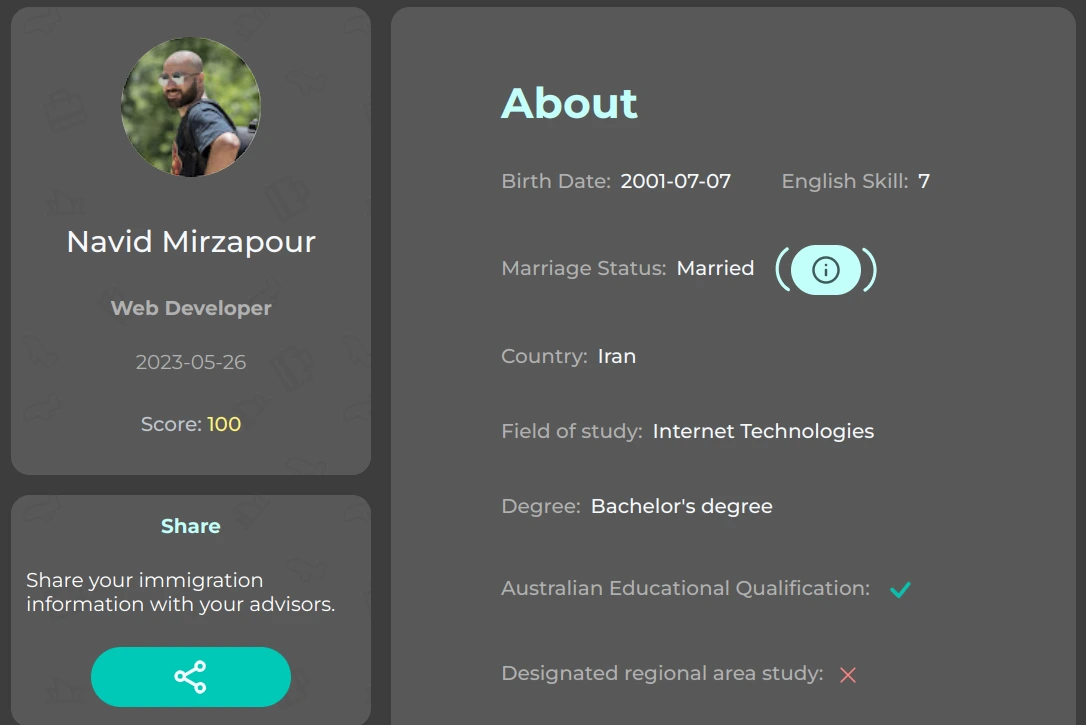 Navid Mirzapour
Web Developer
2023-05-26
Score: 100
Share
Share your immigration
information with your advisors.
About
Birth Date: 2001-07-07 English Skill: 7
Marriage Status: Married
Country: Iran
Field of study: Internet Technologies
Degree: Bachelor's degree
Australian Educational Qualification:
Designated regional area study: